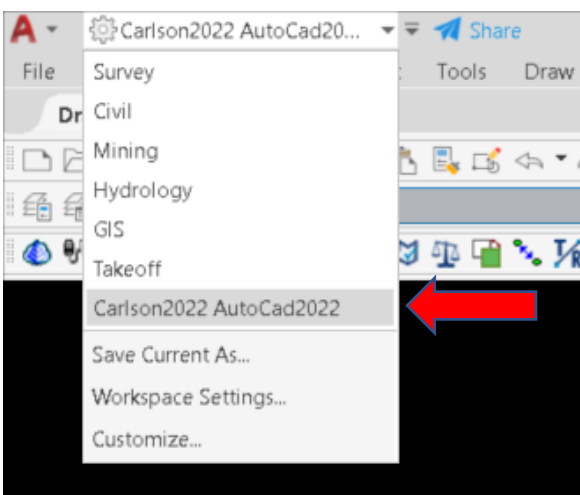 A Carlson2022 AutoCad20... Share
File Tools Draw
Dr
Survey
Civil
Mining
Hydrology
GIS
Takeoff
Carlson2022 AutoCad2022
Save Current As...
Workspace Settings...
Customize...